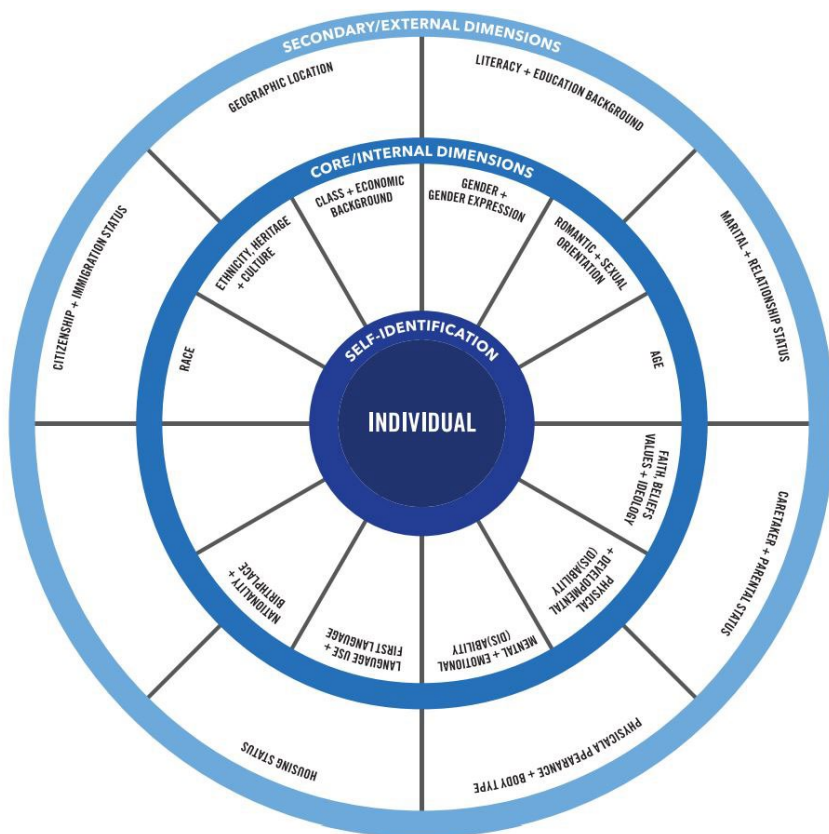 SECONDARY/EXTERNAL DIMENSIONS
GEOGRAPHIC LOCATION
LITERACY + EDUCATION BACKGROUND
MARITAL + RELATIONSHIP STATUS
CARETAKER + PARENTAL STATUS
PHYSICALA PPEARANCE + BODY TYPE
HOUSING STATUS
CITIZENSHIP + IMMIGRATION STATUS
CORE/INTERNAL DIMENSIONS
CLASS + ECONOMIC
BACKGROUND
GENDER +
GENDER EXPRESSION
ROMANTIC + SEXUAL
ORIENTATION
AGE
FAITH, BELIEFS
VALUES + IDEOLOGY
PHYSICAL
+ DEVELOPMENTAL
(DIS)ABILITY
MENTAL + EMOTIONAL
(DIS)ABILITY
LANGUAGE USE +
FIRST LANGUAGE
NATIONALITY +
BIRTHPLACE
RACE
ETHNICITY, HERITAGE
+ CULTURE
SELF-IDENTIFICATION
INDIVIDUAL